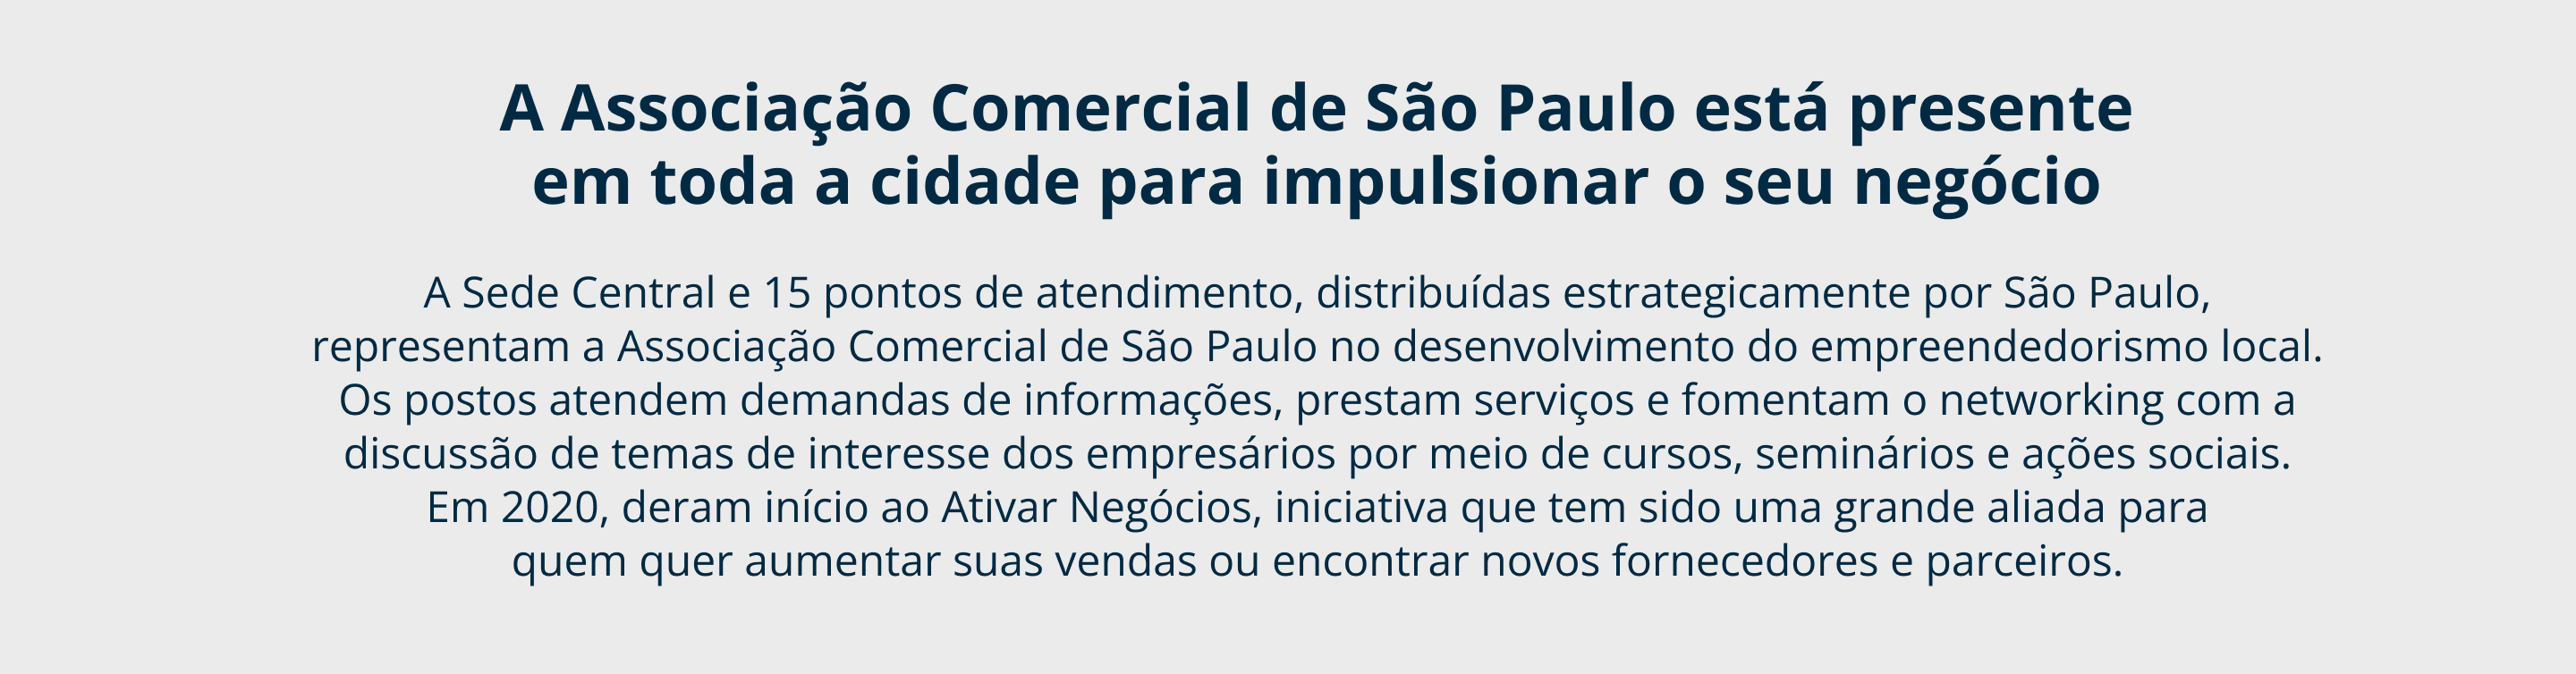 A Associação Comercial de São Paulo está presente
em toda a cidade para impulsionar o seu negócio
A Sede Central e 15 pontos de atendimento, distribuídas estrategicamente por São Paulo,
representam a Associação Comercial de São Paulo no desenvolvimento do empreendedorismo local.
Os postos atendem demandas de informações, prestam serviços e fomentam o networking com a
discussão de temas de interesse dos empresários por meio de cursos, seminários e ações sociais.
Em 2020, deram início ao Ativar Negócios, iniciativa que tem sido uma grande aliada para
quem quer aumentar suas vendas ou encontrar novos fornecedores e parceiros.